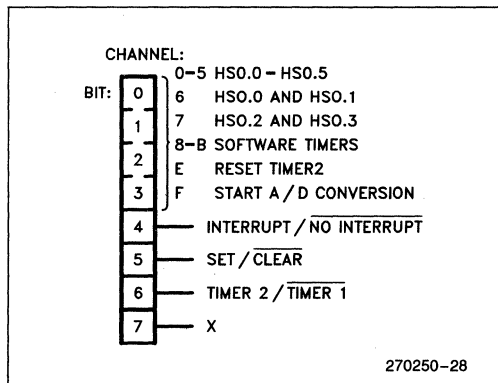 CHANNEL:
0-5 HSO.0 - HSO.5
BIT: 0
6 HSO.0 AND HSO.1
1
7 HSO.2 AND HSO.3
8-B SOFTWARE TIMERS
2
E RESET TIMER2
3
F START A/D CONVERSION
4 INTERRUPT / NO INTERRUPT
5 SET / CLEAR
6 TIMER 2 / TIMER 1
7 X
270250-28